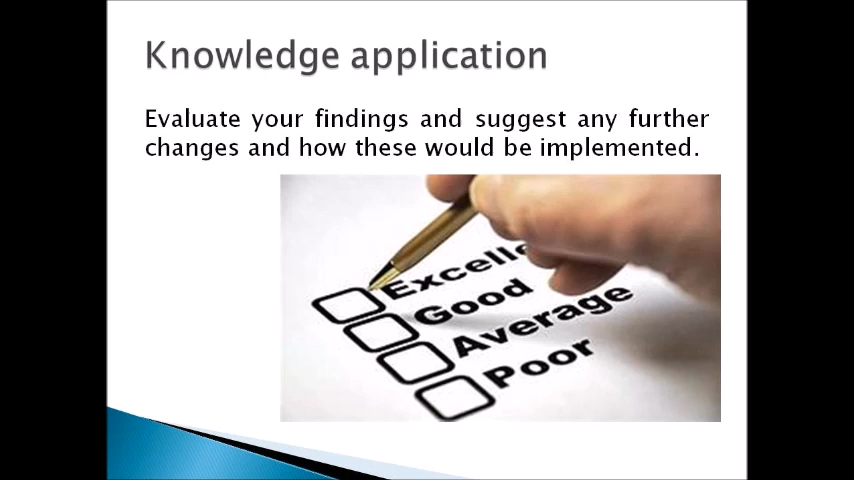 Knowledge application
Evaluate your findings and suggest any further
changes and how these would be implemented.
Excelle
Good
Average
Poor